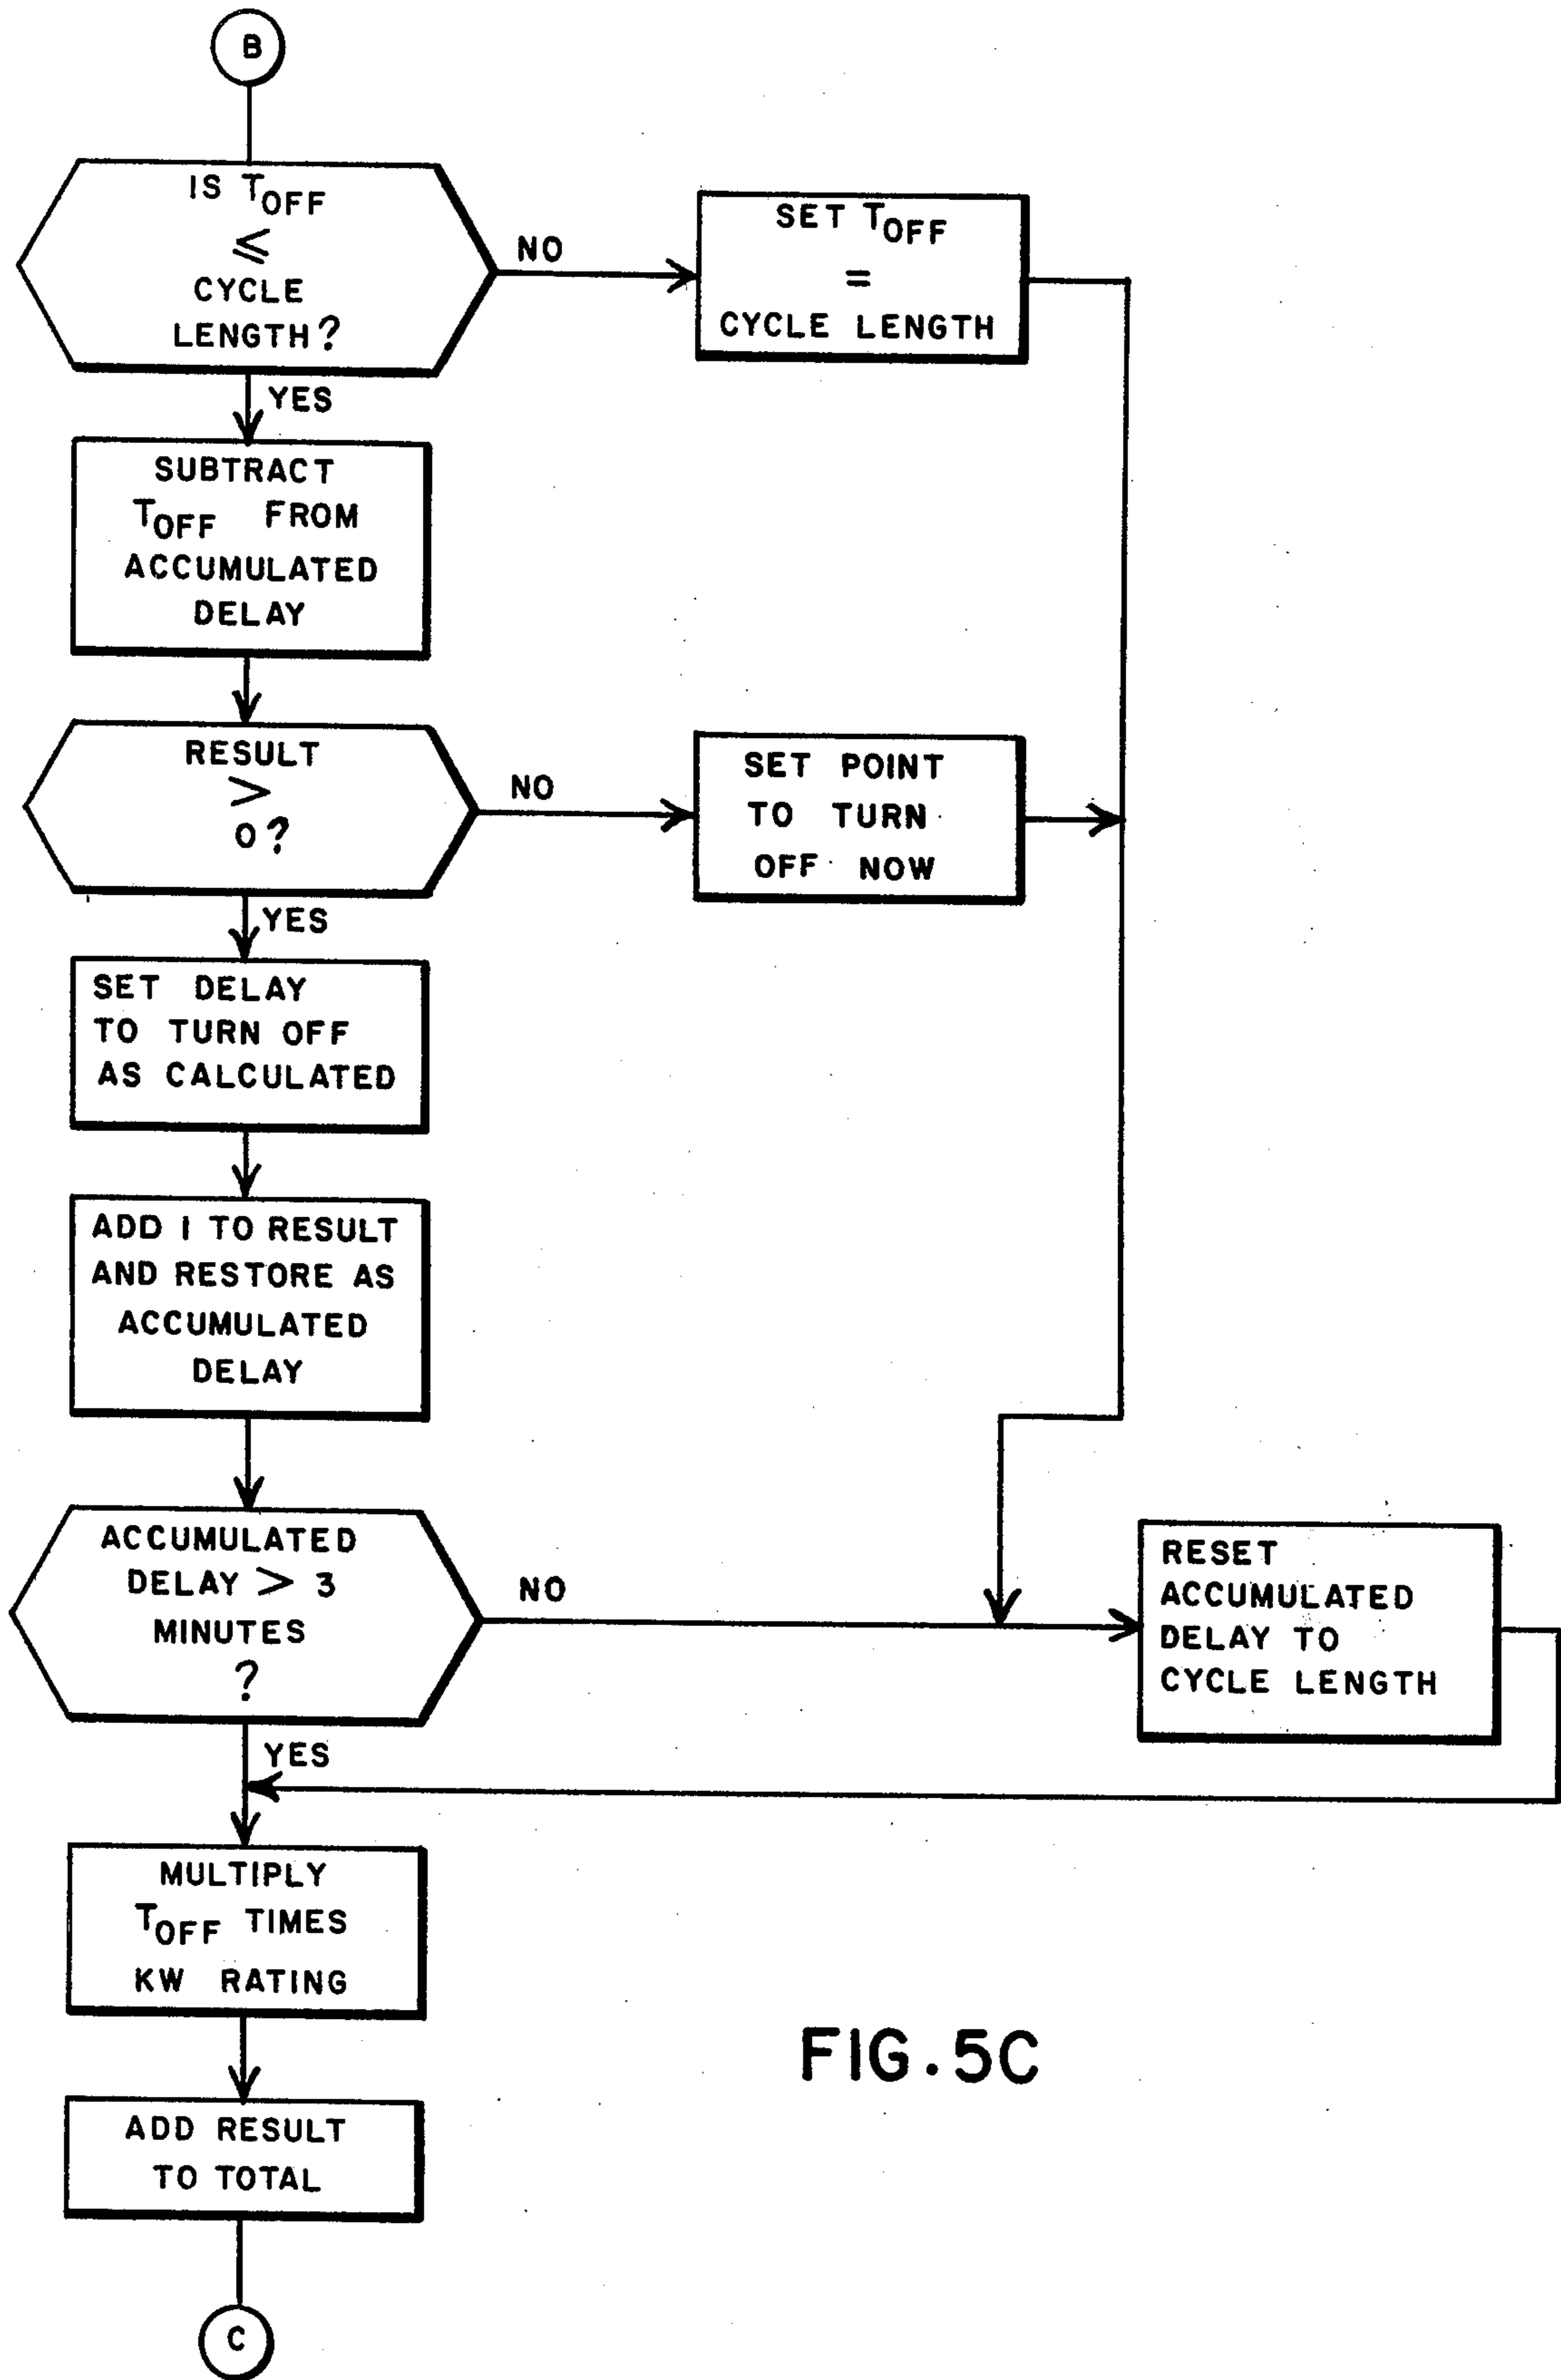 B
IS TOFF
≤
CYCLE
LENGTH?
NO
SET TOFF
=
CYCLE LENGTH
YES
SUBTRACT
TOFF FROM
ACCUMULATED
DELAY
RESULT
>
0?
NO
SET POINT
TO TURN
OFF NOW
YES
SET DELAY
TO TURN OFF
AS CALCULATED
ADD 1 TO RESULT
AND RESTORE AS
ACCUMULATED
DELAY
ACCUMULATED
DELAY > 3
MINUTES
?
NO
RESET
ACCUMULATED
DELAY TO
CYCLE LENGTH
YES
MULTIPLY
TOFF TIMES
KW RATING
FIG.5C
ADD RESULT
TO TOTAL
C